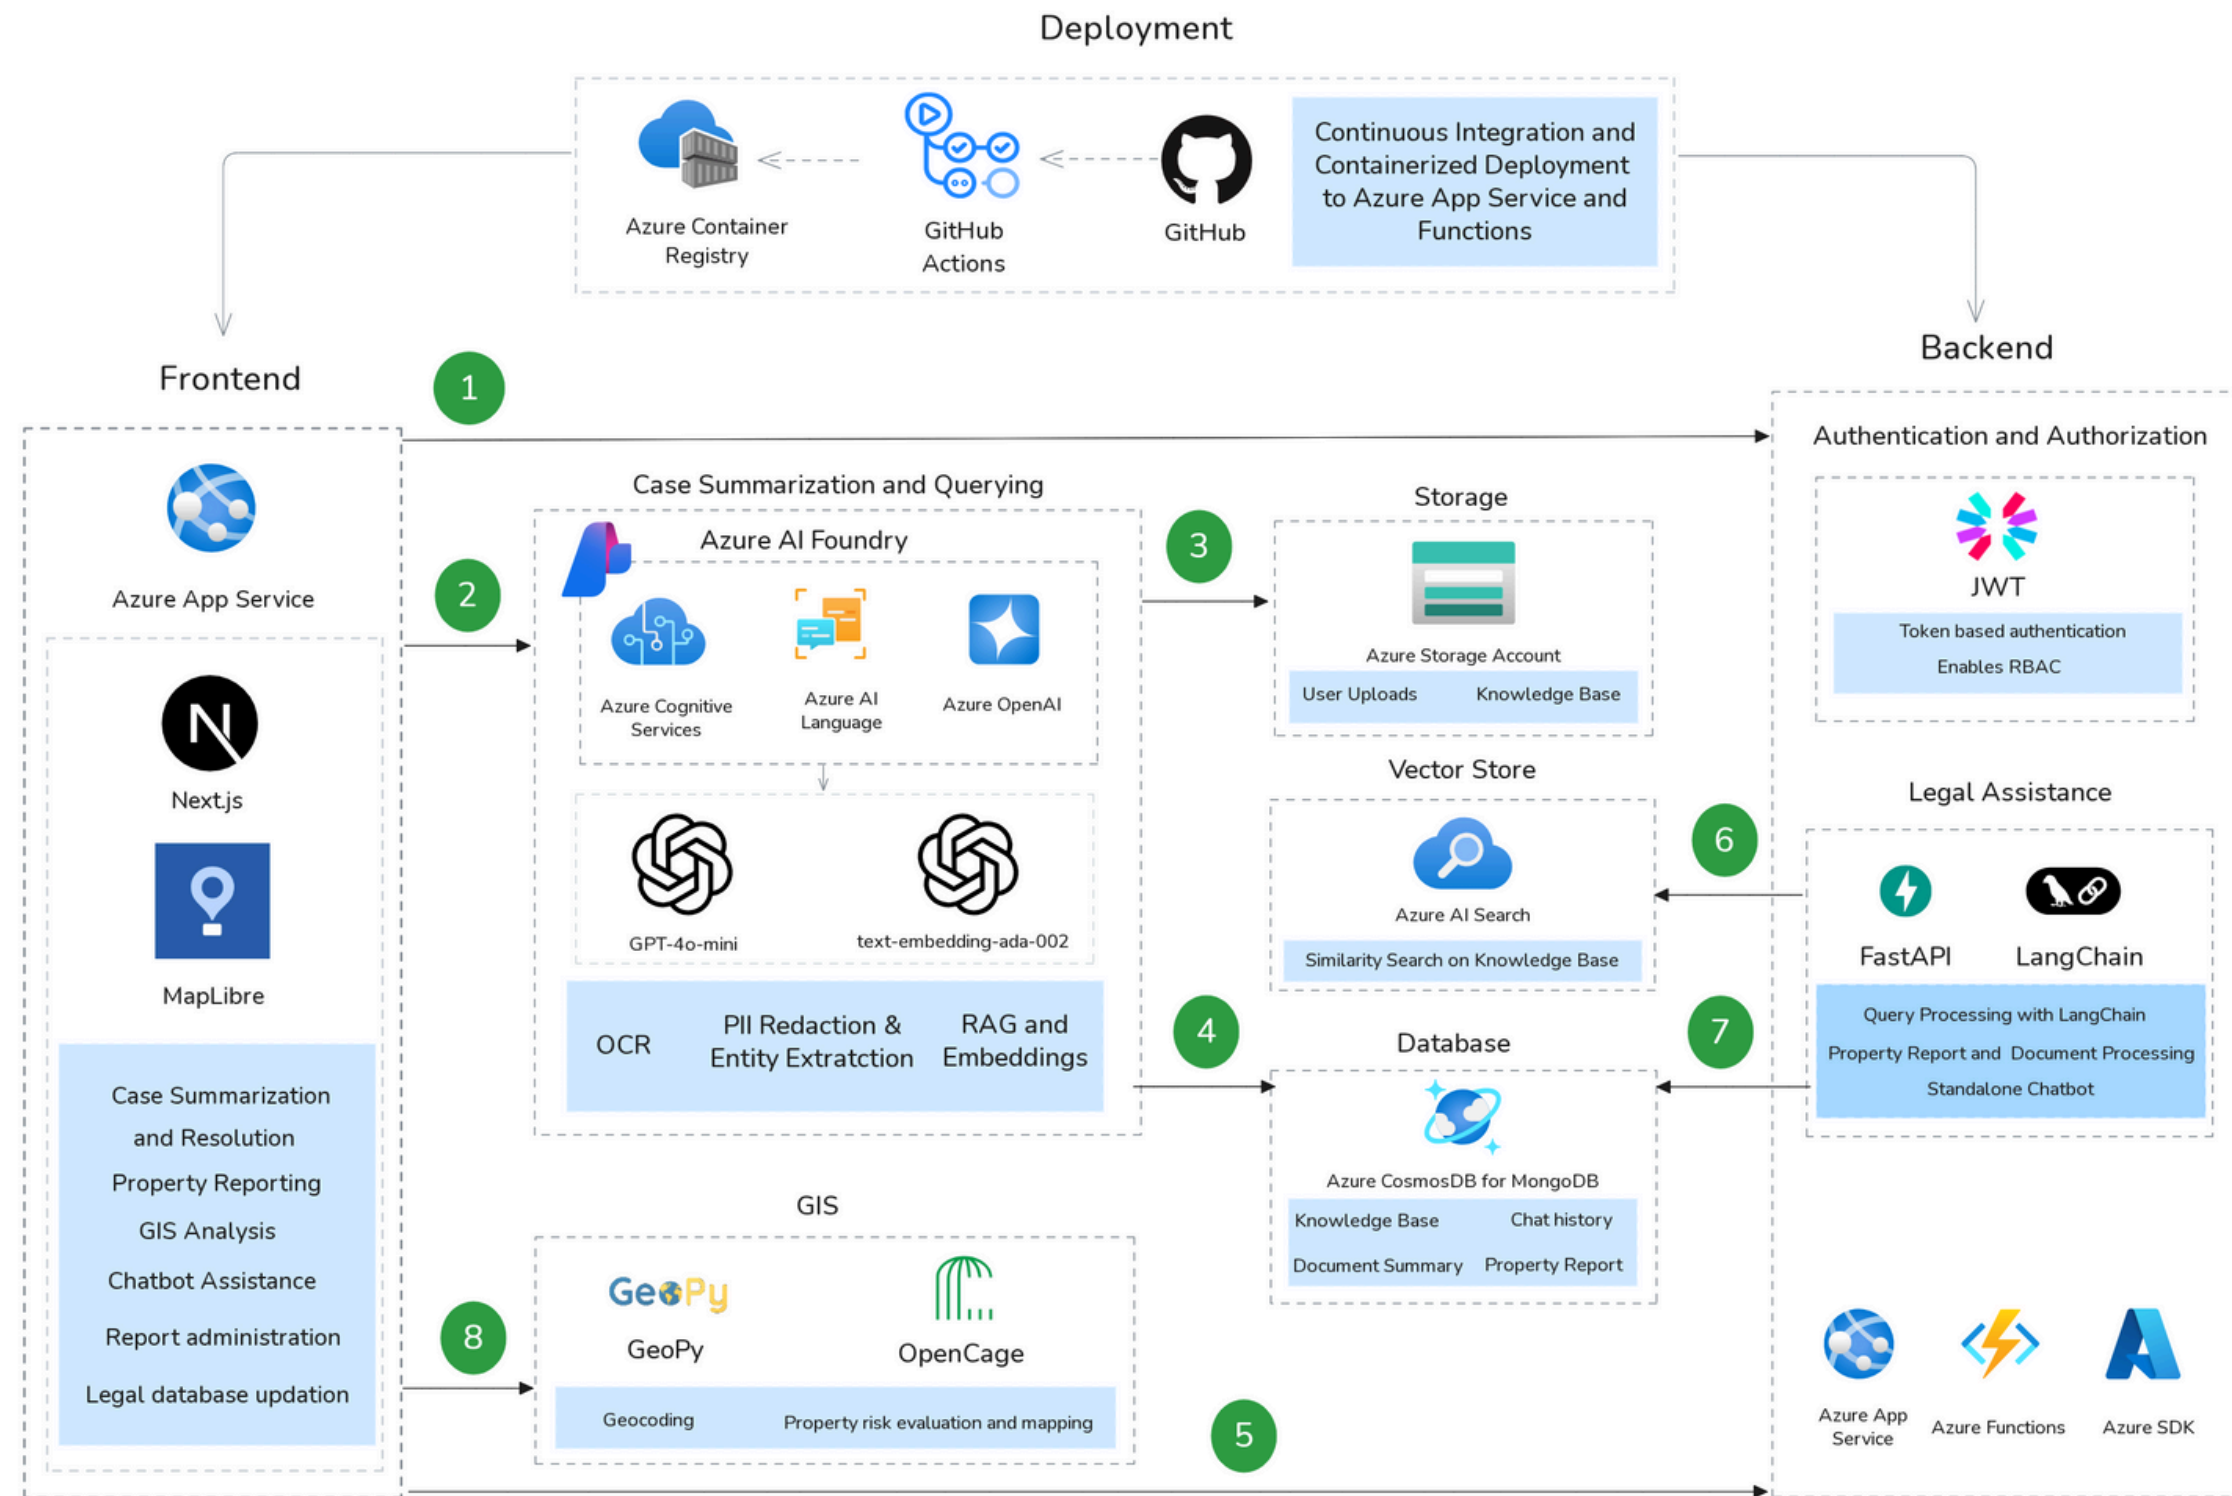 Deployment
Azure Container
Registry
GitHub
Actions
GitHub
Continuous Integration and
Containerized Deployment
to Azure App Service and
Functions
Frontend
Backend
1
Azure App Service
Next.js
MapLibre
Case Summarization
and Resolution
Property Reporting
GIS Analysis
Chatbot Assistance
Report administration
Legal database updation
2
Case Summarization and Querying
Azure AI Foundry
Azure Cognitive
Services
Azure AI
Language
Azure OpenAI
GPT-4o-mini
text-embedding-ada-002
OCR
PII Redaction &
Entity Extratction
RAG and
Embeddings
3
Storage
Azure Storage Account
User Uploads
Knowledge Base
Vector Store
Azure AI Search
Similarity Search on Knowledge Base
4
Database
Azure CosmosDB for MongoDB
Knowledge Base
Chat history
Document Summary
Property Report
Authentication and Authorization
JWT
Token based authentication
Enables RBAC
Legal Assistance
6
FastAPI
LangChain
Query Processing with LangChain
Property Report and Document Processing
Standalone Chatbot
7
8
GIS
GeoPy
GeoPy
OpenCage
Geocoding
Property risk evaluation and mapping
5
Azure App
Service
Azure Functions
Azure SDK